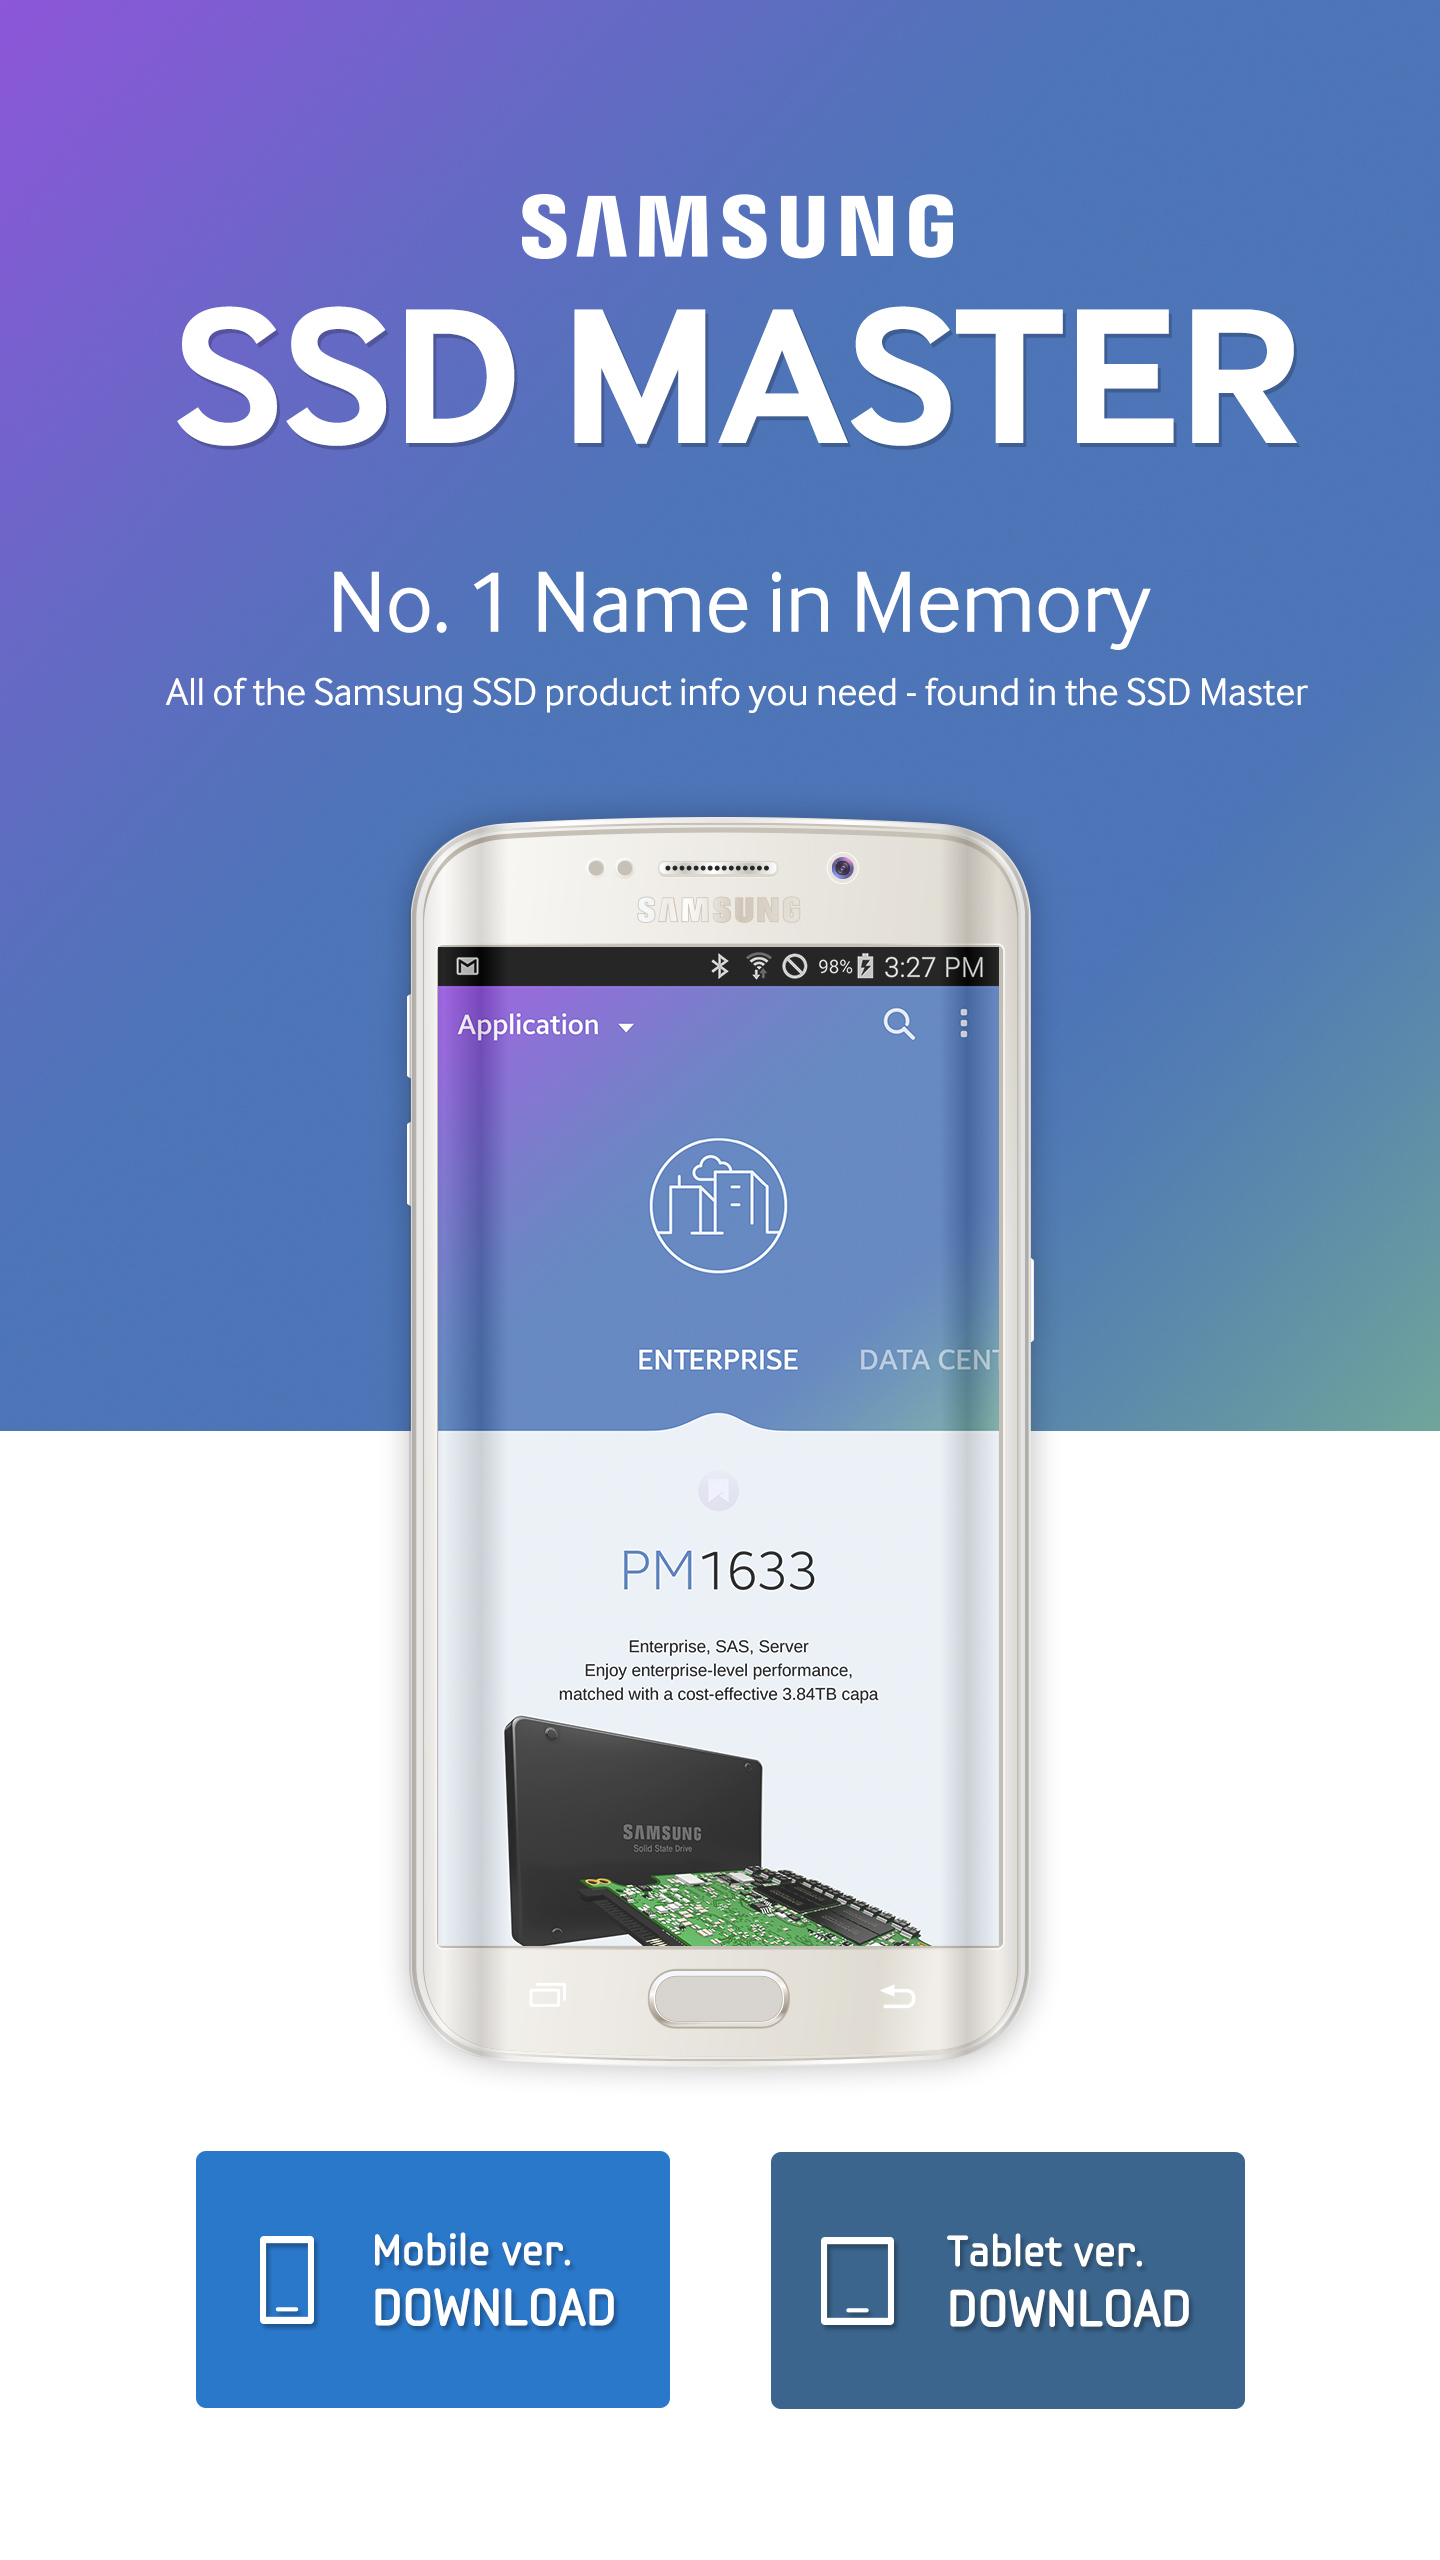 SAMSUNG
SSD MASTER
No. 1 Name in Memory
All of the Samsung SSD product info you need - found in the SSD Master
SAMSUNG
98% 3:27 PM
Application
ENTERPRISE DATA CENT
PM1633
Enterprise, SAS, Server
Enjoy enterprise-level performance,
matched with a cost-effective 3.84TB capa
SAMSUNG
Solid State Drive
Mobile ver.
DOWNLOAD
Tablet ver.
DOWNLOAD